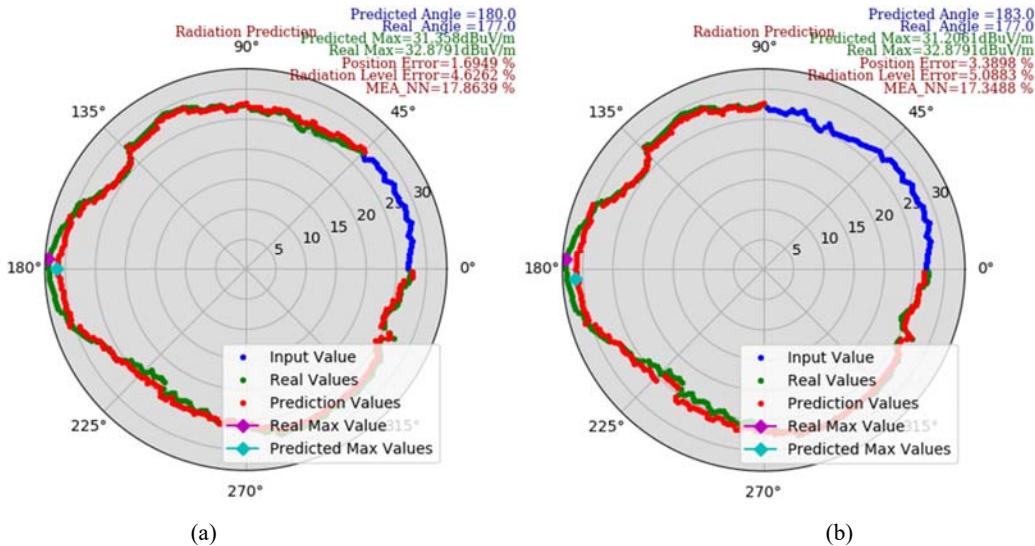 Predicted Angle =180.0
Real Angle =177.0
Radiation Prediction
Predicted Max=31.358dBuV/m
Real Max=32.8791dBuV/m
Position Error=1.6949 %
Radiation Level Error=4.6262 %
MEA_NN=17.8639 %
90°
135°
45°
30
25
20
15
10
5
180°
0°
225°
315°
270°
Input Value
Real Values
Prediction Values
Real Max Value
Predicted Max Values
(a)
Predicted Angle =183.0
Real Angle =177.0
Radiation Prediction
Predicted Max=31.2061dBuV/m
Real Max=32.8791dBuV/m
Position Error=3.3898 %
Radiation Level Error=5.0883 %
MEA_NN=17.3488 %
90°
135°
45°
30
25
20
15
10
5
180°
0°
225°
315°
270°
Input Value
Real Values
Prediction Values
Real Max Value
Predicted Max Values
(b)